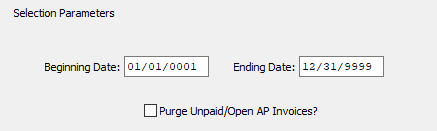 Selection Parameters
Beginning Date: 01/01/0001 Ending Date: 12/31/9999
Purge Unpaid/Open AP Invoices?